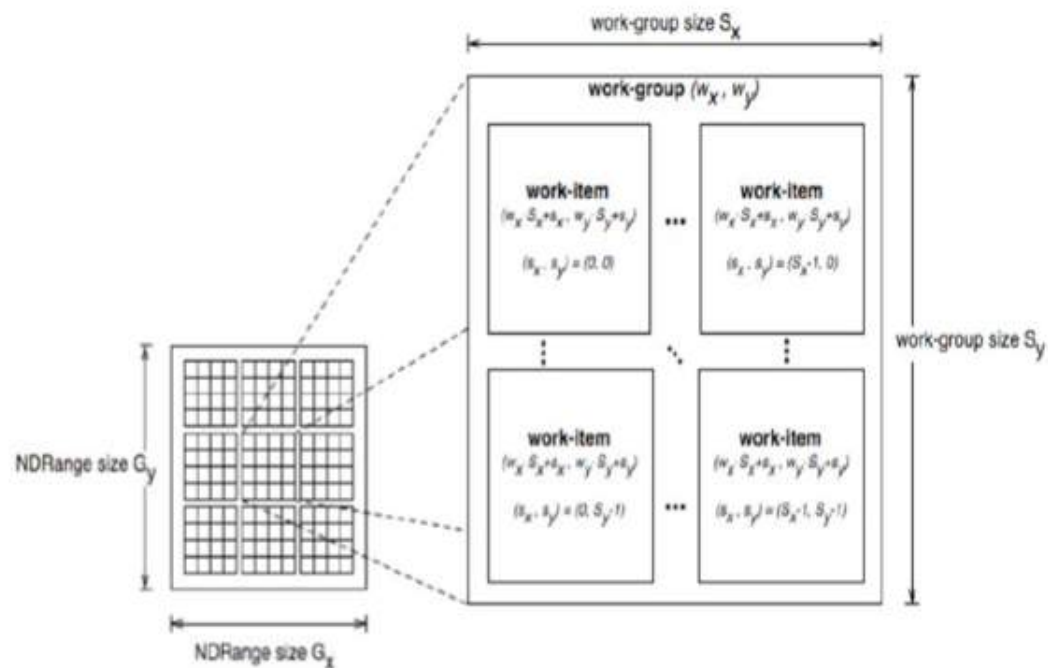 work-group size Sx
work-group (wx , wy)
work-item
(wx· Sx+sx , wy· Sy+sy)
(sx , sy) = (0, 0)
...
work-item
(wx· Sx+sx , wy· Sy+sy)
(sx , sy) = (Sx-1, 0)
work-group size Sy
work-item
(wx· Sx+sx , wy· Sy+sy)
(sx , sy) = (0, Sy-1)
...
work-item
(wx· Sx+sx , wy· Sy+sy)
(sx , sy) = (Sx-1, Sy-1)
NDRange size Gy
NDRange size Gx